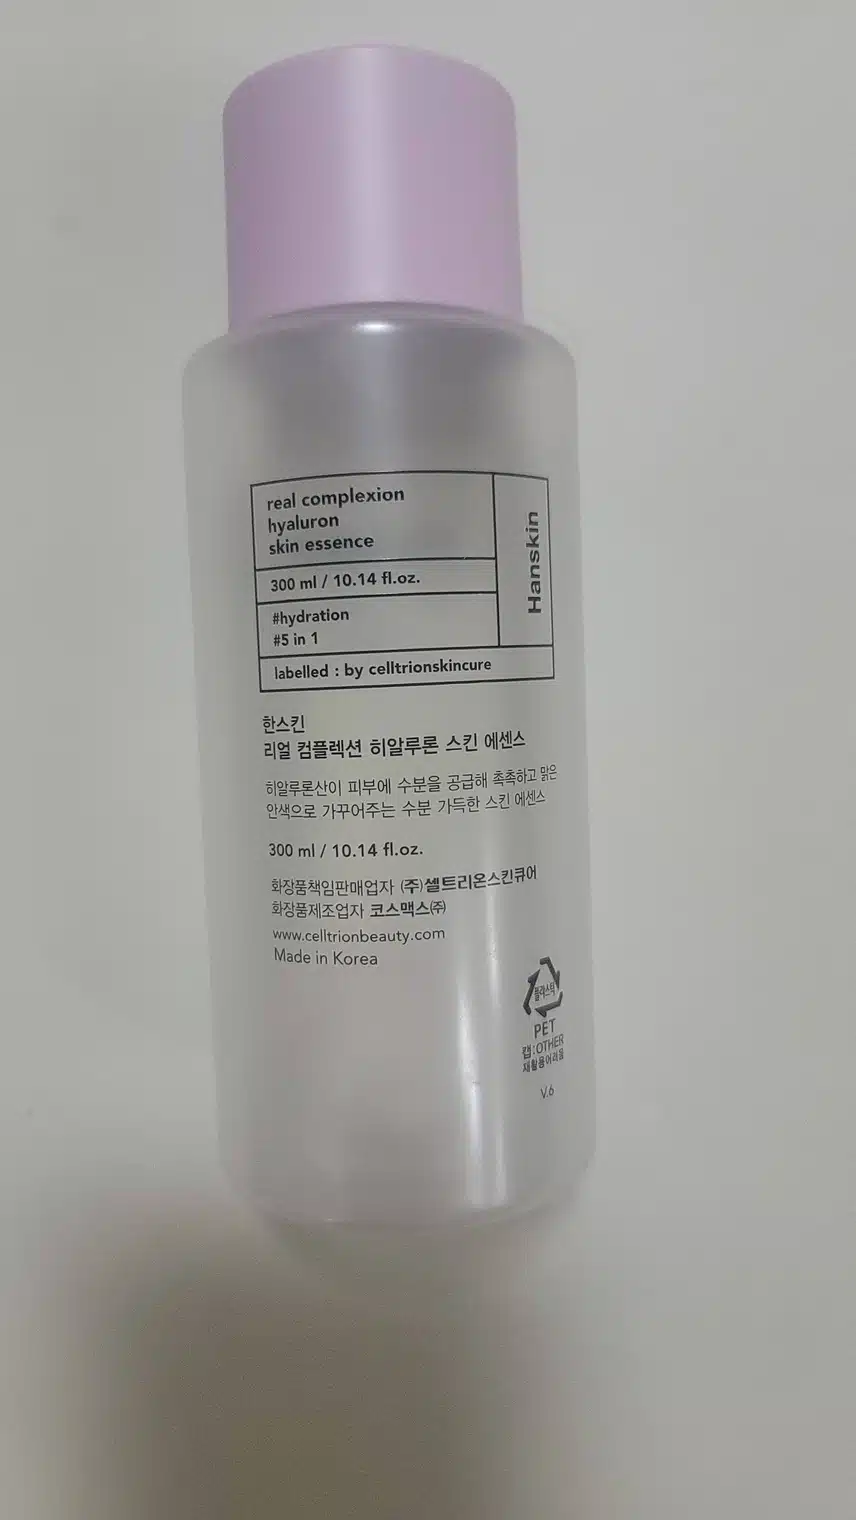 real complexion
hyaluron
skin essence
Hanskin
300 ml / 10.14 fl.oz.
#hydration
#5 in 1
labelled : by celltrionskincure
한스킨
리얼 컴플렉션 히알루론 스킨 에센스
히알루론산이 피부에 수분을 공급해 촉촉하고 맑은
안색으로 가꾸어주는 수분 가득한 스킨 에센스
300 ml / 10.14 fl.oz.
화장품책임판매업자 (주)셀트리온스킨큐어
화장품제조업자 코스맥스㈜
www.celltrionbeauty.com
Made in Korea
플라스틱
PET
캡:OTHER
재활용어려움
V.6